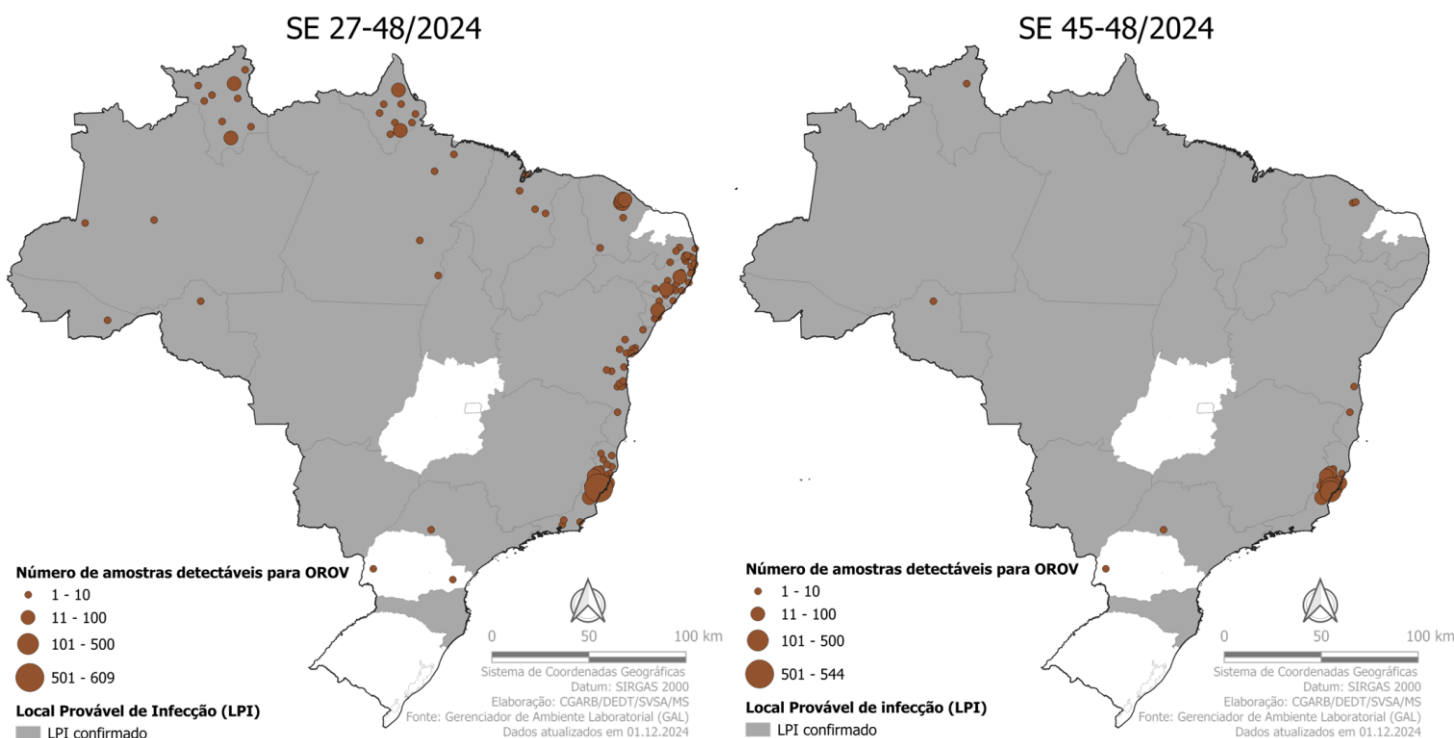 SE 27-48/2024
Número de amostras detectáveis para OROV
1 - 10
11 - 100
101 - 500
501 - 609
Local Provável de Infecção (LPI)
LPI confirmado
0 50 100 km
Sistema de Coordenadas Geográficas
Datum: SIRGAS 2000
Elaboração: CGARB/DEDT/SVSA/MS
Fonte: Gerenciador de Ambiente Laboratorial (GAL)
Dados atualizados em 01.12.2024
SE 45-48/2024
Número de amostras detectáveis para OROV
1 - 10
11 - 100
101 - 500
501 - 544
Local Provável de infecção (LPI)
LPI confirmado
0 50 100 km
Sistema de Coordenadas Geográficas
Datum: SIRGAS 2000
Elaboração: CGARB/DEDT/SVSA/MS
Fonte: Gerenciador de Ambiente Laboratorial (GAL)
Dados atualizados em 01.12.2024